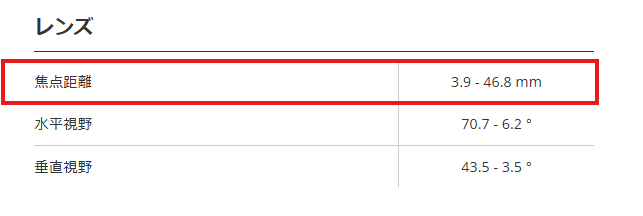 レンズ
焦点距離 3.9 - 46.8 mm
水平視野 70.7 - 6.2 °
垂直視野 43.5 - 3.5 °